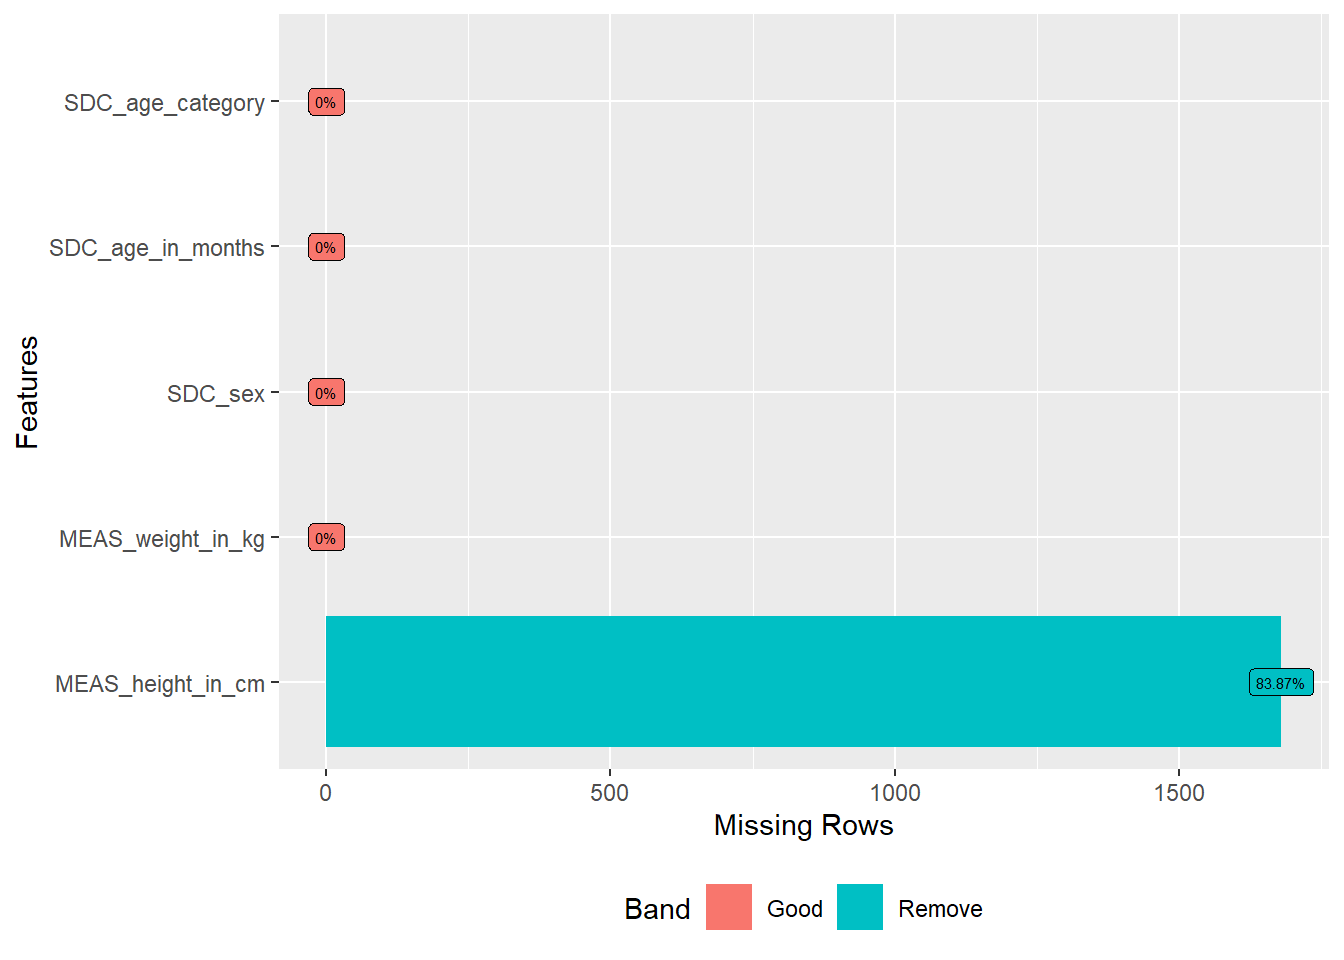 SDC_age_category
0%
SDC_age_in_months
0%
SDC_sex
0%
MEAS_weight_in_kg
0%
MEAS_height_in_cm
83.87%
Features
0 500 1000 1500
Missing Rows
Band Good Remove